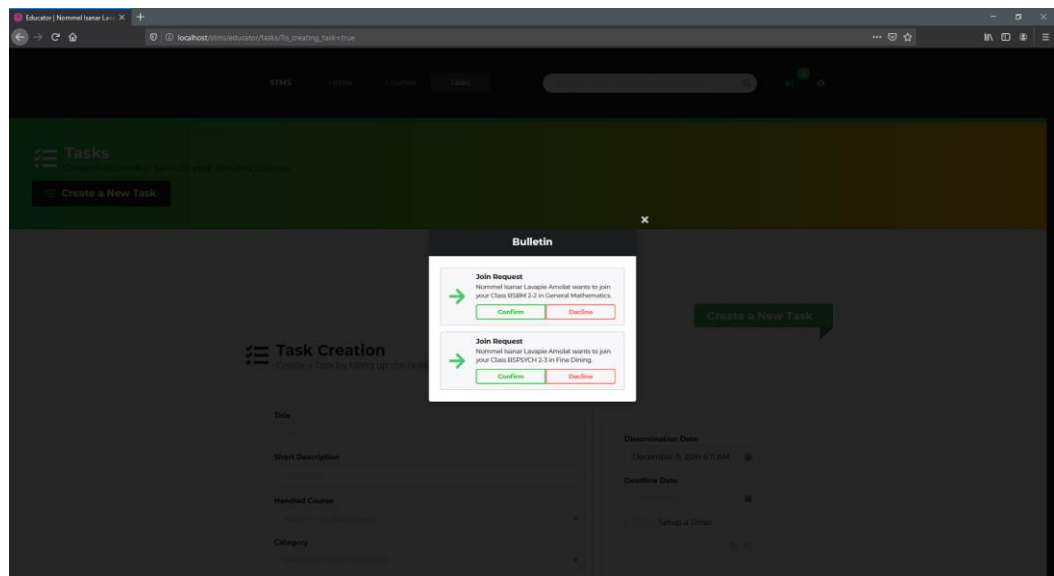 Educator | Nommel Isanar Lava
localhost/stms/educator/tasks/?is_creating_task=true
STMS Home Courses Tasks
Tasks
Create a New Task
Bulletin
Join Request
Nommel Isanar Lavapie Amolat wants to join
your Class BSBM 2-2 in General Mathematics.
Confirm Decline
Join Request
Nommel Isanar Lavapie Amolat wants to join
your Class BSPSYCH 2-3 in Fine Dining.
Confirm Decline
Create a New Task
Task Creation
Create a Task by filling up the field
Title
Short Description
Handled Course
Category
Dissemination Date
December 11, 2019 6:11 AM
Deadline Date
Setup a Timer